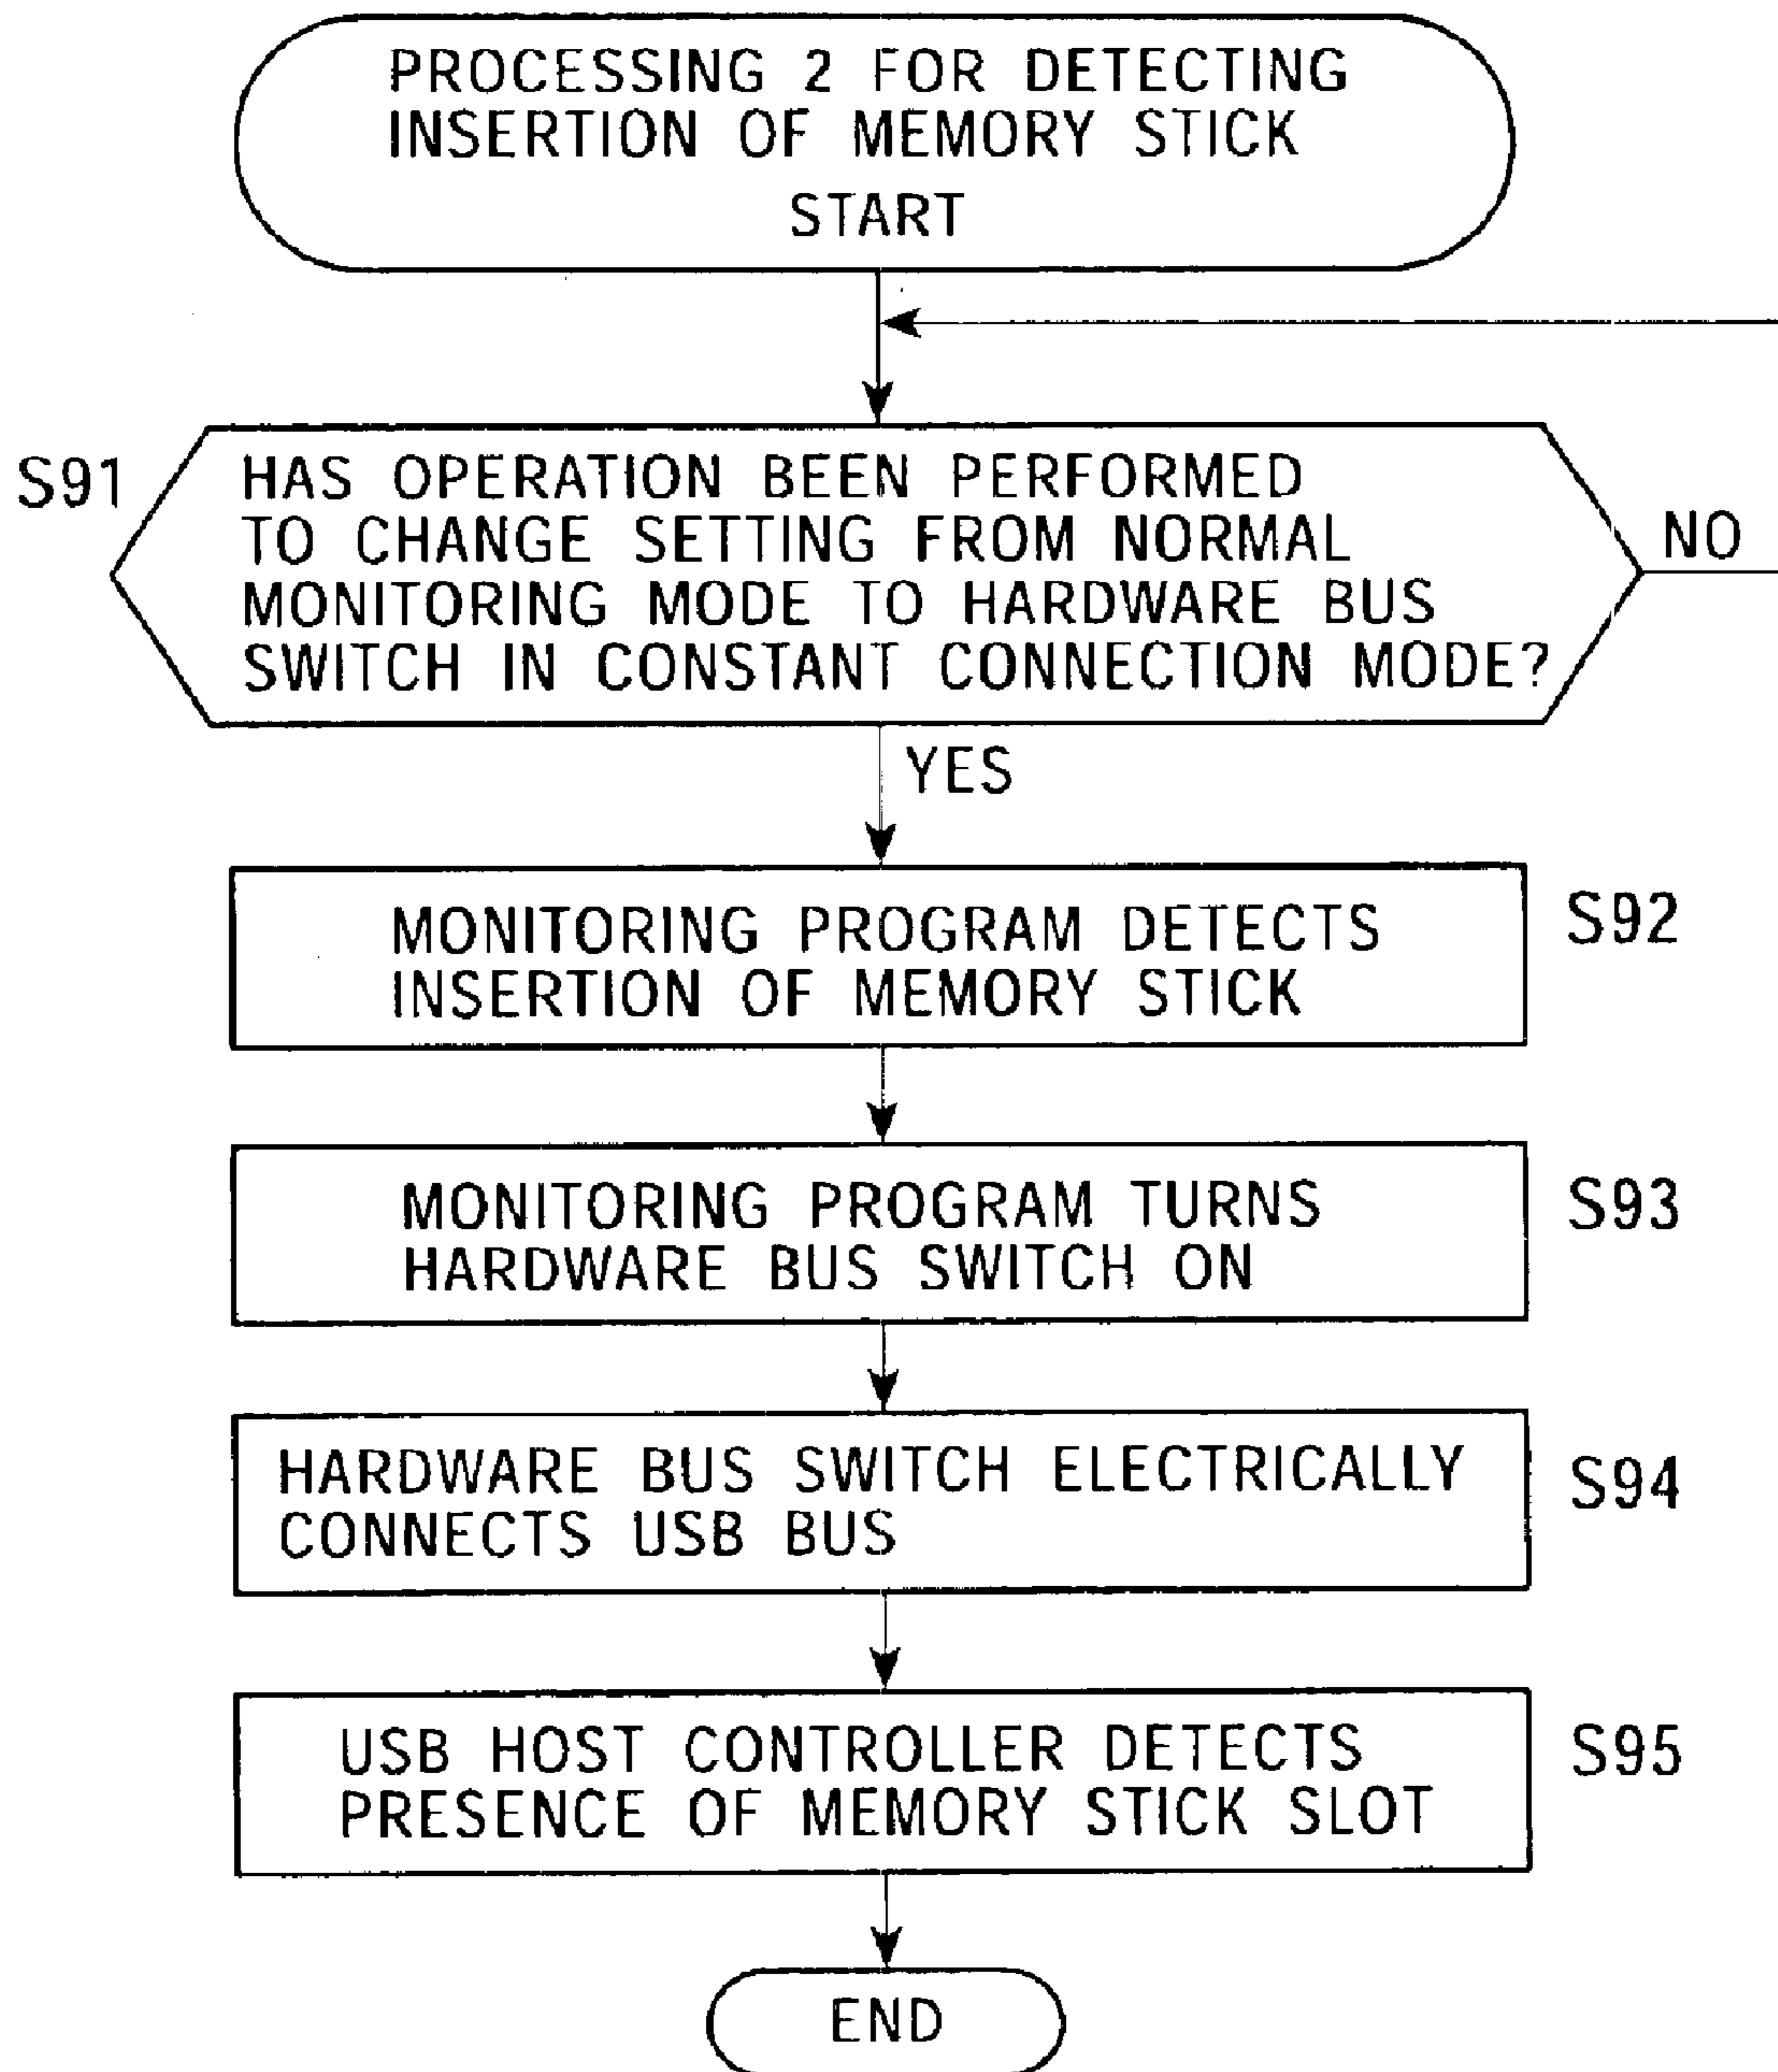 PROCESSING 2 FOR DETECTING
INSERTION OF MEMORY STICK
START
S91
HAS OPERATION BEEN PERFORMED
TO CHANGE SETTING FROM NORMAL
MONITORING MODE TO HARDWARE BUS
SWITCH IN CONSTANT CONNECTION MODE?
NO
YES
MONITORING PROGRAM DETECTS
INSERTION OF MEMORY STICK
S92
MONITORING PROGRAM TURNS
HARDWARE BUS SWITCH ON
S93
HARDWARE BUS SWITCH ELECTRICALLY
CONNECTS USB BUS
S94
USB HOST CONTROLLER DETECTS
PRESENCE OF MEMORY STICK SLOT
S95
END